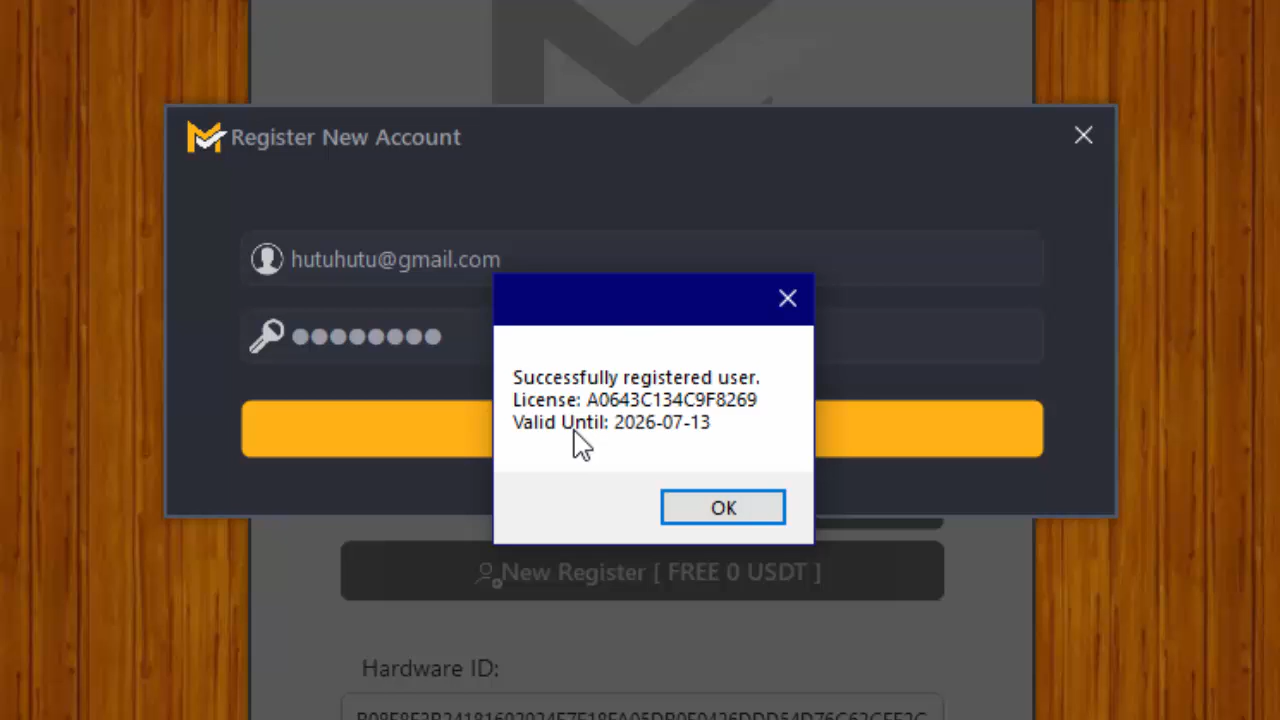 Register New Account
hutuhutu@gmail.com
Successfully registered user.
License: A0643C134C9F8269
Valid Until: 2026-07-13
OK
New Register [ FREE 0 USDT ]
Hardware ID: